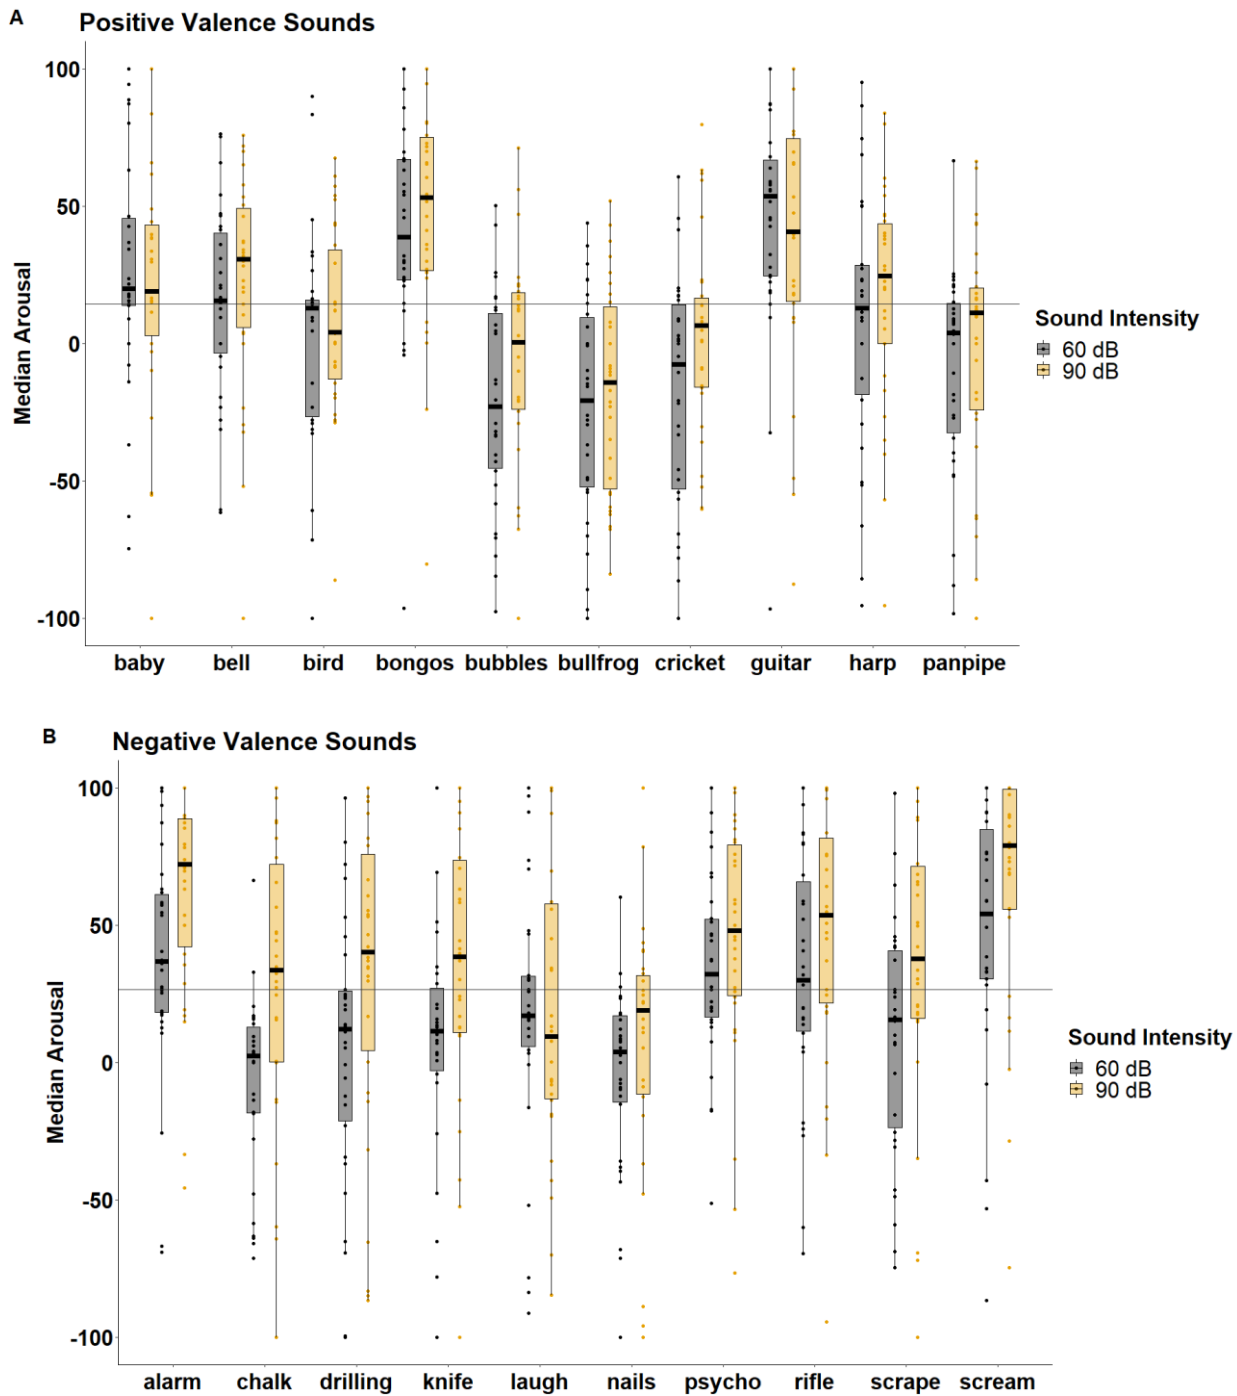 A
Positive Valence Sounds
100
50
0
-50
-100
Median Arousal
baby bell bird bongos bubbles bullfrog cricket guitar harp panpipe
Sound Intensity
60 dB
90 dB
B
Negative Valence Sounds
100
50
0
-50
-100
Median Arousal
alarm chalk drilling knife laugh nails psycho rifle scrape scream
Sound Intensity
60 dB
90 dB